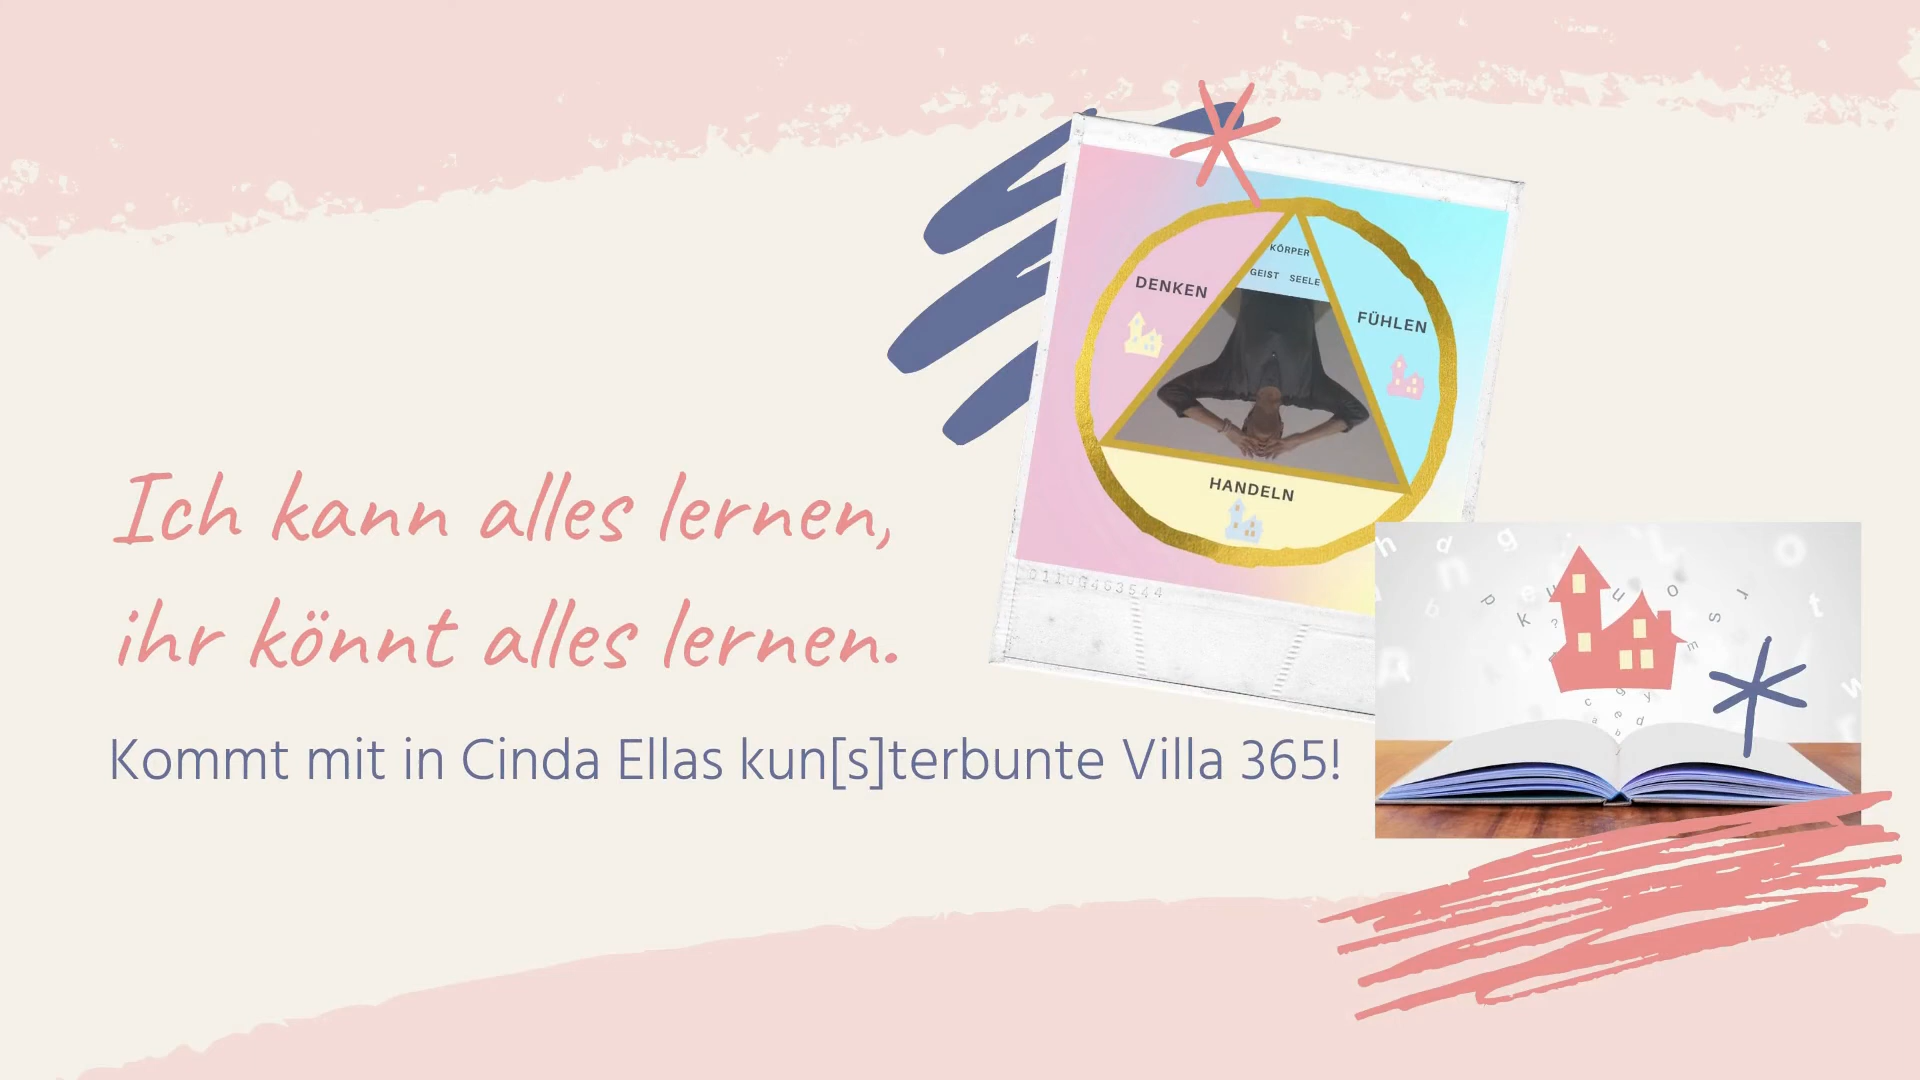 Ich kann alles lernen,
ihr könnt alles lernen.
Kommt mit in Cinda Ellas kun[s]terbunte Villa 365!
KÖRPER
GEIST SEELE
DENKEN
FÜHLEN
HANDELN